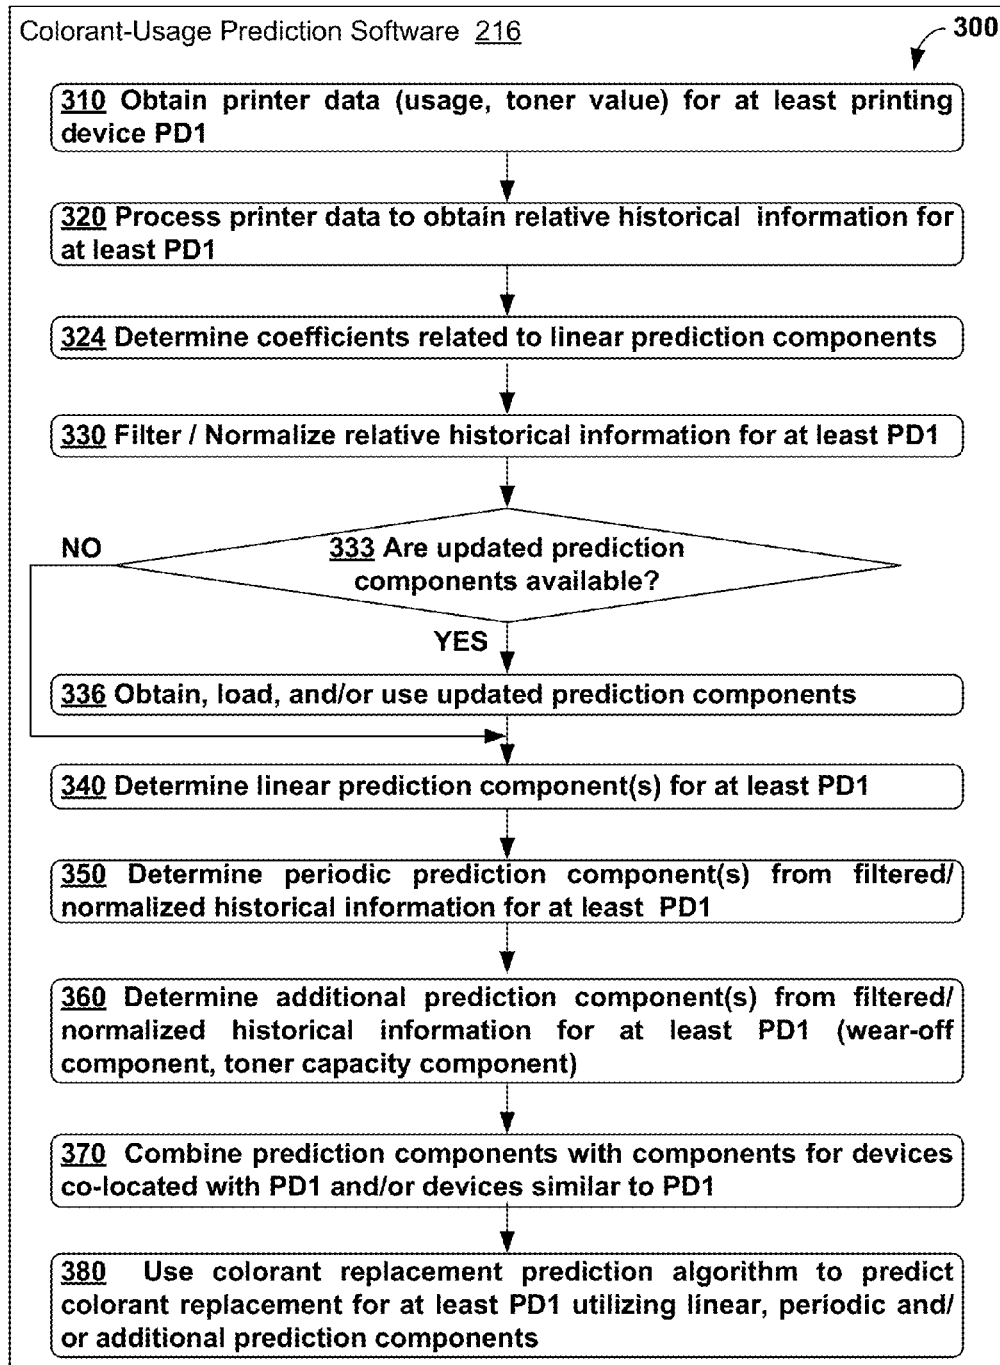 Colorant-Usage Prediction Software 216
300
310 Obtain printer data (usage, toner value) for at least printing
device PD1
320 Process printer data to obtain relative historical information for
at least PD1
324 Determine coefficients related to linear prediction components
330 Filter / Normalize relative historical information for at least PD1
333 Are updated prediction
components available?
NO
YES
336 Obtain, load, and/or use updated prediction components
340 Determine linear prediction component(s) for at least PD1
350 Determine periodic prediction component(s) from filtered/
normalized historical information for at least PD1
360 Determine additional prediction component(s) from filtered/
normalized historical information for at least PD1 (wear-off
component, toner capacity component)
370 Combine prediction components with components for devices
co-located with PD1 and/or devices similar to PD1
380 Use colorant replacement prediction algorithm to predict
colorant replacement for at least PD1 utilizing linear, periodic and/
or additional prediction components